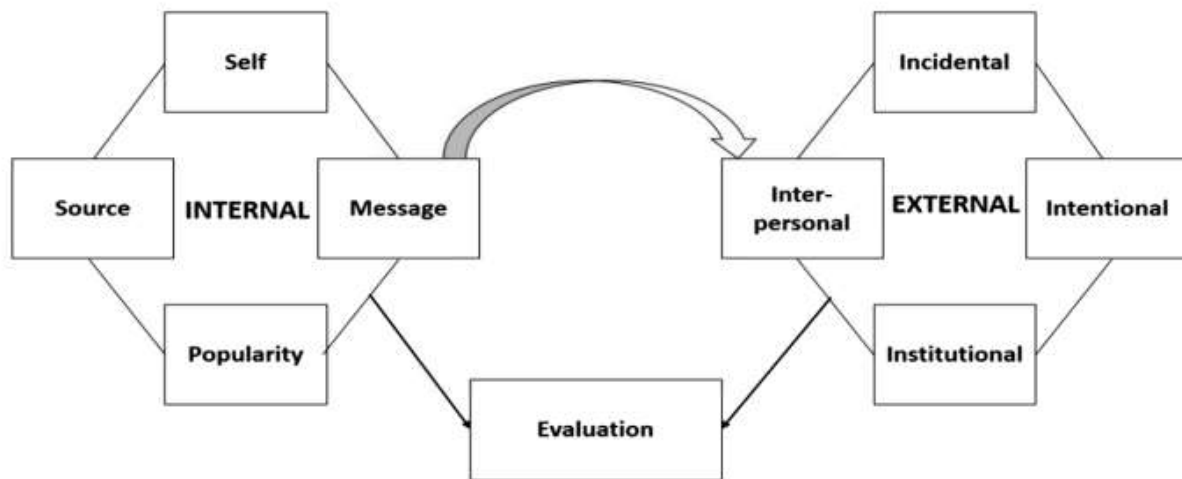 Self
Incidental
Source
INTERNAL
Message
Inter-
personal
EXTERNAL
Intentional
Popularity
Institutional
Evaluation